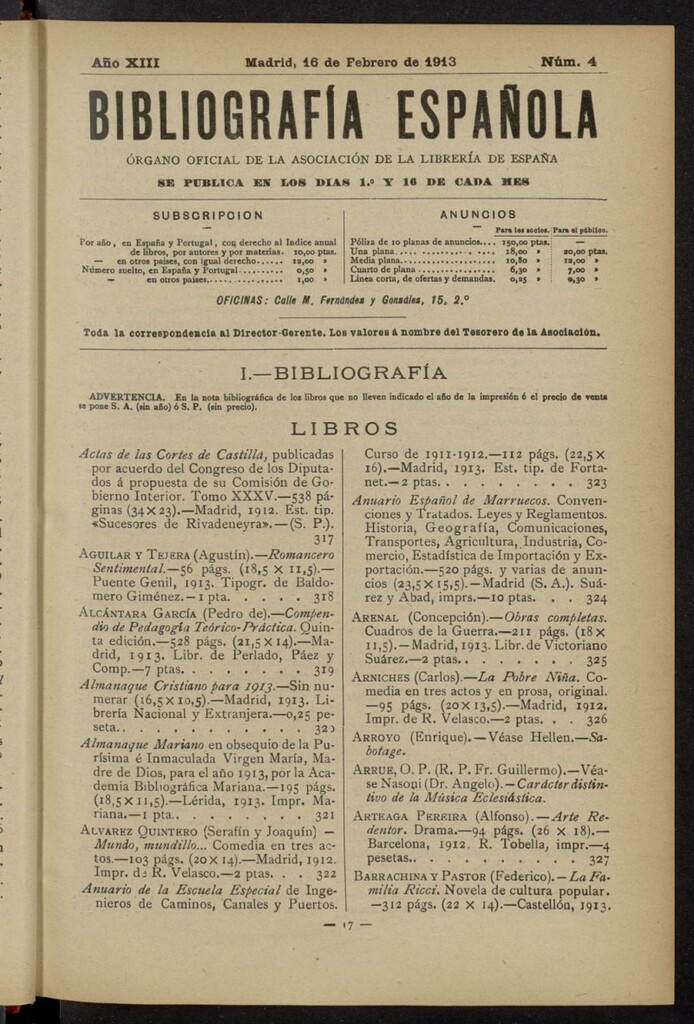 Año XIII Madrid, 16 de Febrero de 1913 Núm. 4
BIBLIOGRAFÍA ESPAÑOLA
ÓRGANO OFICIAL DE LA ASOCIACIÓN DE LA LIBRERÍA DE ESPAÑA
SE PUBLICA EN LOS DIAS 1.º Y 16 DE CADA MES
SUBSCRIPCION
Por año, en España y Portugal, con derecho al Indice anual
de libros, por autores y por materias. 10,00 ptas.
— en otros países, con igual derecho...... 12,00 »
Número suelto, en España y Portugal.......... 0,50 »
— en otros países.................. 1,00 »
ANUNCIOS
Para los socios. Para el público.
Póliza de 10 planas de anuncios.... 150,00 ptas. —
Una plana...................... 18,00 » 20,00 ptas.
Media plana...................... 10,80 » 12,00 »
Cuarto de plana.................. 6,30 » 7,00 »
Línea corta, de ofertas y demandas. 0,25 » 0,30 »
OFICINAS: Calle M. Fernández y González, 15, 2.º
Toda la correspondencia al Director-Gerente. Los valores á nombre del Tesorero de la Asociación.
I.—BIBLIOGRAFÍA
ADVERTENCIA. En la nota bibliográfica de los libros que no lleven indicado el año de la impresión ó el precio de venta
se pone S. A. (sin año) ó S. P. (sin precio).
LIBROS
Actas de las Cortes de Castilla, publicadas
por acuerdo del Congreso de los Diputa-
dos á propuesta de su Comisión de Go-
bierno Interior. Tomo XXXV.—538 pá-
ginas (34 X 23).—Madrid, 1912. Est. tip.
«Sucesores de Rivadeneyra».—(S. P.).
317
AGUILAR Y TEJERA (Agustín).—Romancero
Sentimental.—56 págs. (18,5 X 11,5).—
Puente Genil, 1913. Tipogr. de Baldo-
mero Giménez.—1 pta. . . . . 318
ALCÁNTARA GARCÍA (Pedro de).—Compen-
dio de Pedagogía Teórico-Práctica. Quin-
ta edición.—528 págs. (21,5 X 14).—Ma-
drid, 1913. Libr. de Perlado, Páez y
Comp.—7 ptas. . . . . . . . 319
Almanaque Cristiano para 1913.—Sin nu-
merar (16,5 X 10,5).—Madrid, 1913. Li-
brería Nacional y Extranjera.—0,25 pe-
seta. . . . . . . . . . . 320
Almanaque Mariano en obsequio de la Pu-
rísima é Inmaculada Virgen María, Ma-
dre de Dios, para el año 1913, por la Aca-
demia Bibliográfica Mariana.—195 págs.
(18,5 X 11,5).—Lérida, 1913. Impr. Ma-
riana.—1 pta. . . . . . . . 321
ALVAREZ QUINTERO (Serafín y Joaquín) —
Mundo, mundillo... Comedia en tres ac-
tos.—103 págs. (20 X 14).—Madrid, 1912.
Impr. de R. Velasco.—2 ptas. . . 322
Anuario de la Escuela Especial de Inge-
nieros de Caminos, Canales y Puertos.
Curso de 1911-1912.—112 págs. (22,5 X
16).—Madrid, 1913. Est. tip. de Forta-
net.—2 ptas. . . . . . . . 323
Anuario Español de Marruecos. Conven-
ciones y Tratados. Leyes y Reglamentos.
Historia, Geografía, Comunicaciones,
Transportes, Agricultura, Industria, Co-
mercio, Estadística de Importación y Ex-
portación.—520 págs. y varias de anun-
cios (23,5 X 15,5).—Madrid (S. A.). Suá-
rez y Abad, imprs.—10 ptas. . . 324
ARENAL (Concepción).—Obras completas.
Cuadros de la Guerra.—211 págs. (18 X
11,5).—Madrid, 1913. Libr. de Victoriano
Suárez.—2 ptas. . . . . . . 325
ARNICHES (Carlos).—La Pobre Niña. Co-
media en tres actos y en prosa, original.
—95 págs. (20 X 13,5).—Madrid, 1912.
Impr. de R. Velasco.—2 ptas. . . 326
ARROYO (Enrique).—Véase Hellen.—Sa-
botage.
ARRUE, O. P. (R. P. Fr. Guillermo).—Véa-
se Nasoni (Dr. Angelo).—Carácter distin-
tivo de la Música Eclesiástica.
ARTEAGA PEREIRA (Alfonso).—Arte Re-
dentor. Drama.—94 págs. (26 X 18).—
Barcelona, 1912. R. Tobella, impr.—4
pesetas. . . . . . . . . . 327
BARRACHINA Y PASTOR (Federico).—La Fa-
milia Ricci. Novela de cultura popular.
—312 págs. (22 X 14).—Castellón, 1913.
— 17 —